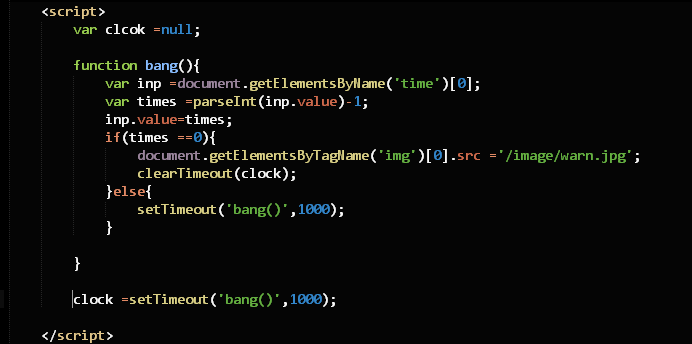 <script>
var clcok =null;
function bang(){
var inp =document.getElementsByName('time')[0];
var times =parseInt(inp.value)-1;
inp.value=times;
if(times ==0){
document.getElementsByTagName('img')[0].src ='/image/warn.jpg';
clearTimeout(clock);
}else{
setTimeout('bang()',1000);
}
}
clock =setTimeout('bang()',1000);
</script>